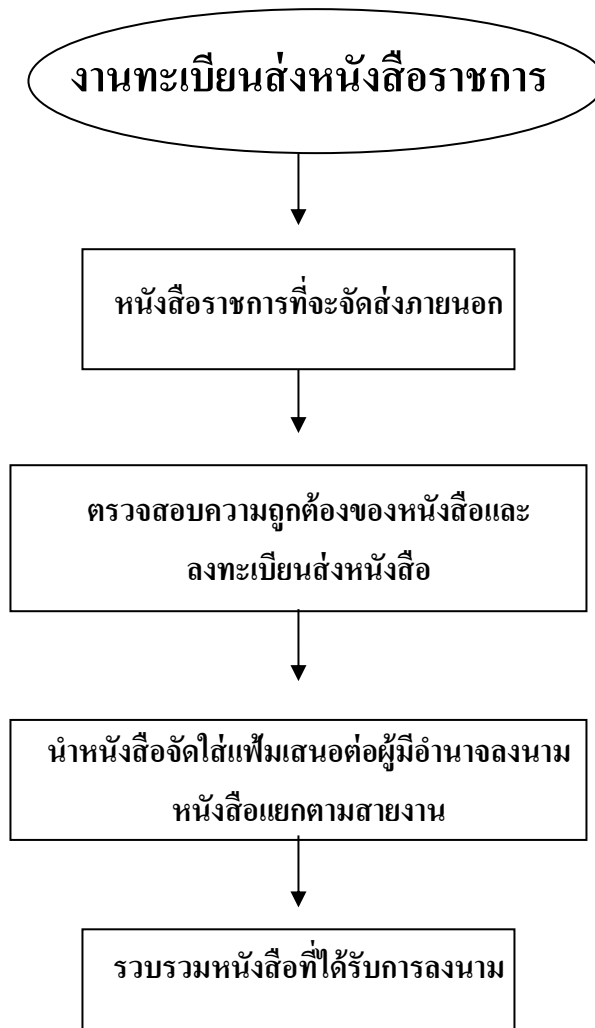 งานทะเบียนส่งหนังสือราชการ
หนังสือราชการที่จะจัดส่งภายนอก
ตรวจสอบความถูกต้องของหนังสือและ
ลงทะเบียนส่งหนังสือ
นำหนังสือจัดใส่แฟ้มเสนอต่อผู้มีอำนาจลงนาม
หนังสือแยกตามสายงาน
รวบรวมหนังสือที่ได้รับการลงนาม